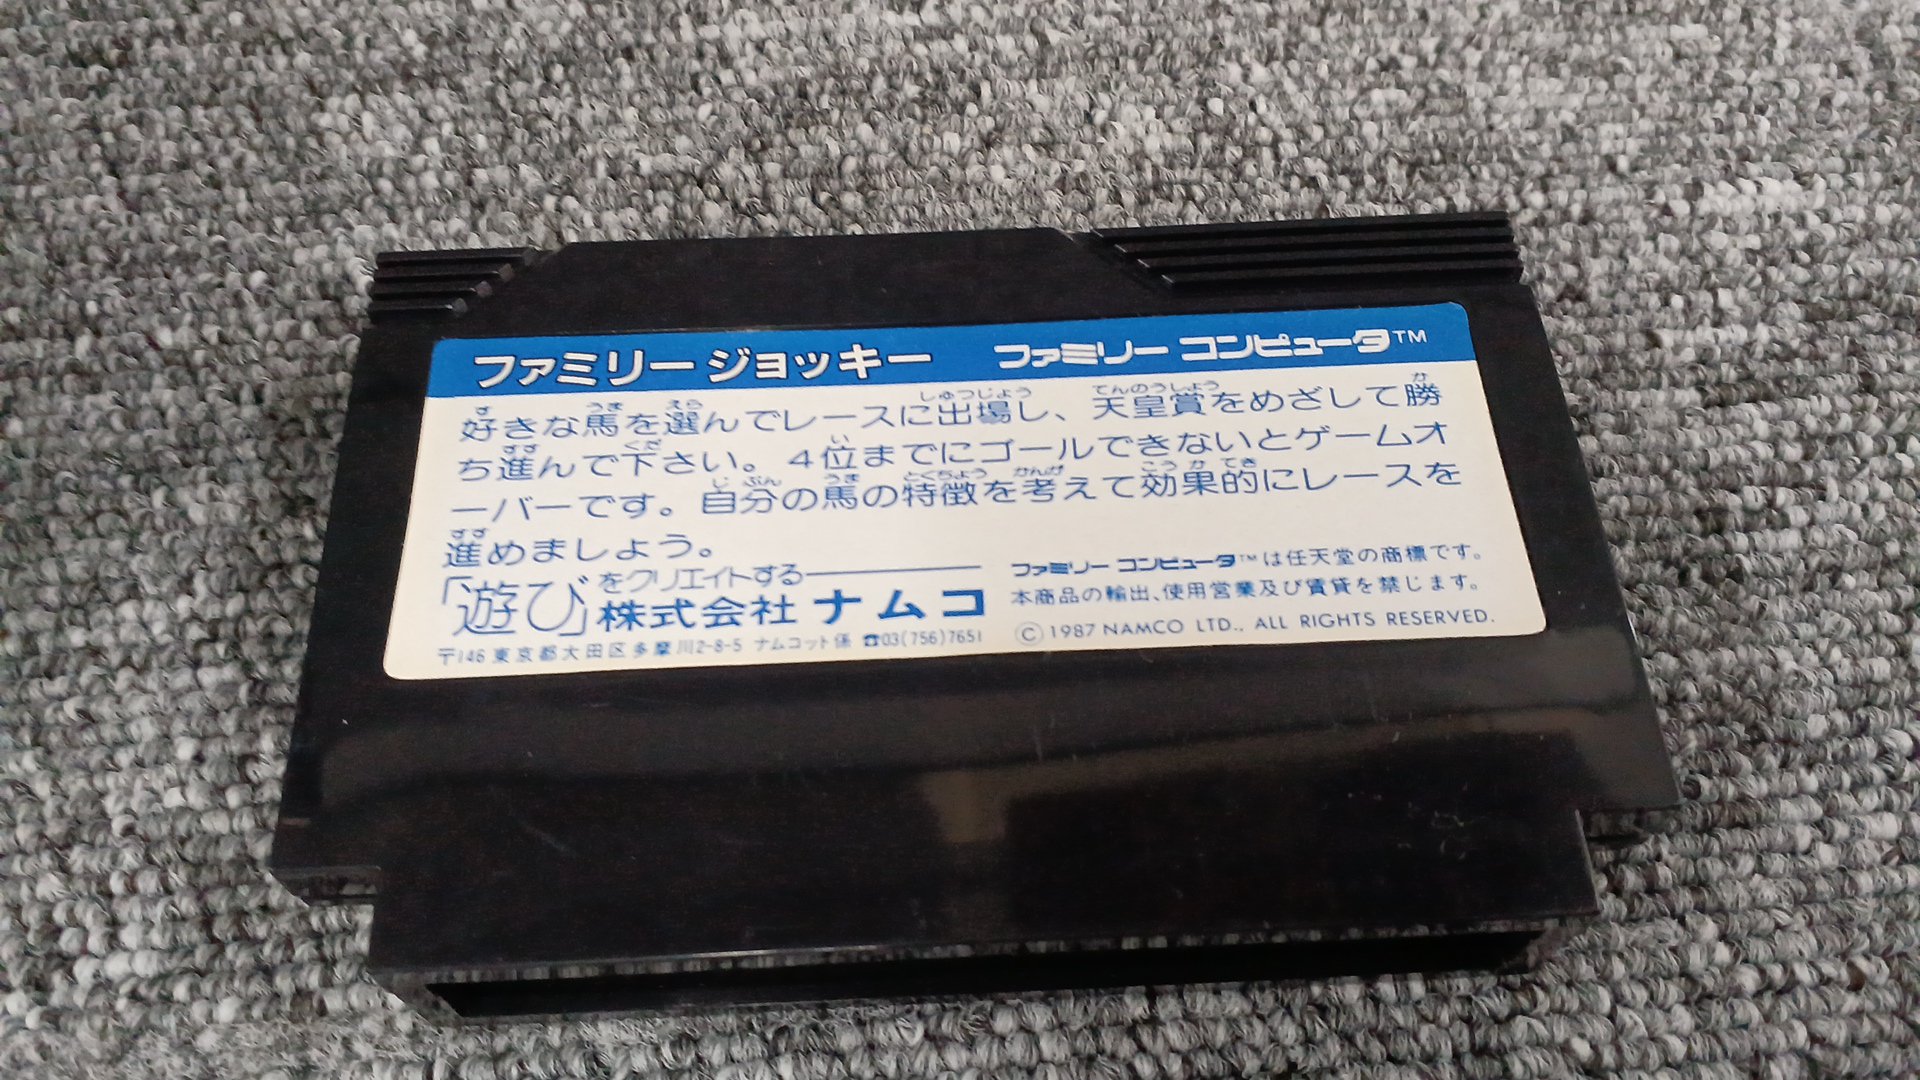 ファミリー ジョッキー ファミリー コンピュータ™
好きな馬を選んでレースに出場し、天皇賞をめざして勝
ち進んで下さい。4位までにゴールできないとゲームオ
ーバーです。自分の馬の特徴を考えて効果的にレースを
進めましょう。
「遊び」をクリエイトする
株式会社 ナムコ
〒146 東京都大田区多摩川2-8-5 ナムコット係 ☎03(756)7651
ファミリー コンピュータ™は任天堂の商標です。
本商品の輸出、使用営業及び賃貸を禁じます。
©1987 NAMCO LTD., ALL RIGHTS RESERVED.